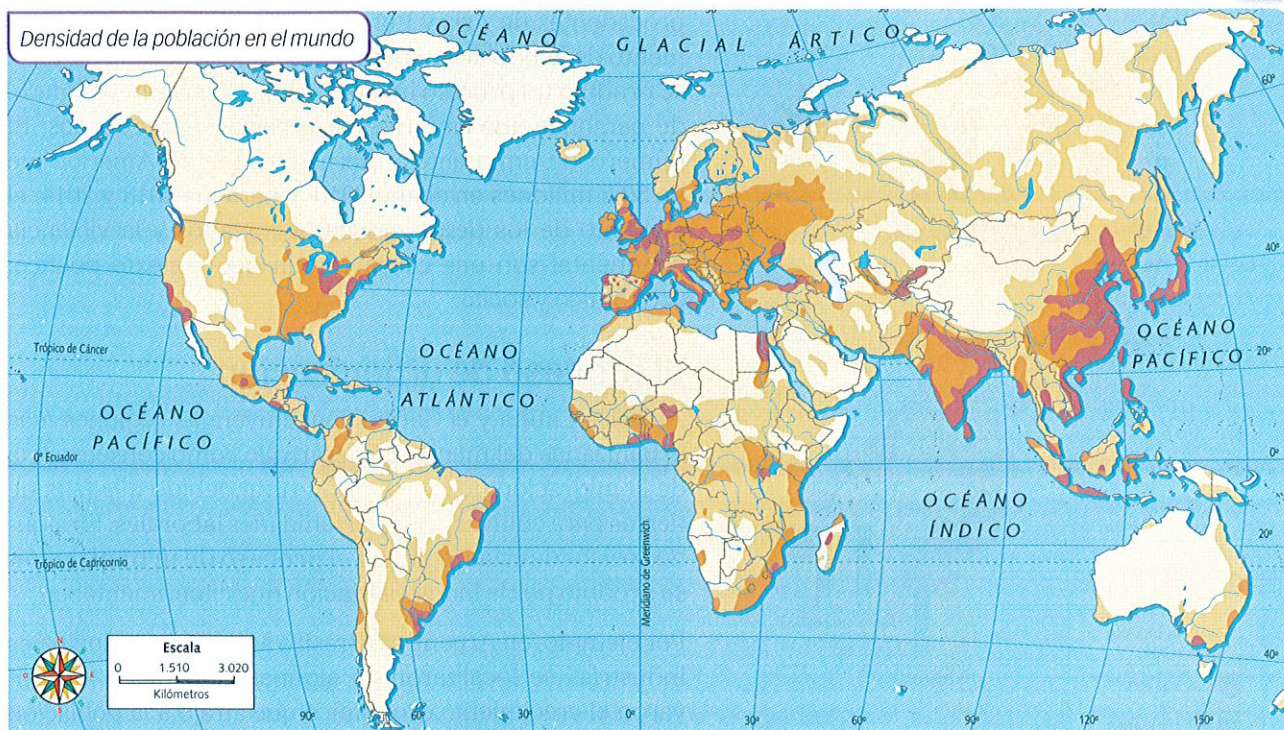 Densidad de la población en el mundo
OCÉANO GLACIAL ÁRTICO
60º
40º
Trópico de Cáncer
OCÉANO
ATLÁNTICO
OCÉANO
PACÍFICO
20º
OCÉANO
PACÍFICO
0º Ecuador
0º
OCÉANO
ÍNDICO
Meridiano de Greenwich
20º
Trópico de Capricornio
N
O
E
S
Escala
0 1.510 3.020
Kilómetros
40º
90º
60º
30º
0º
30º
60º
90º
120º
150º